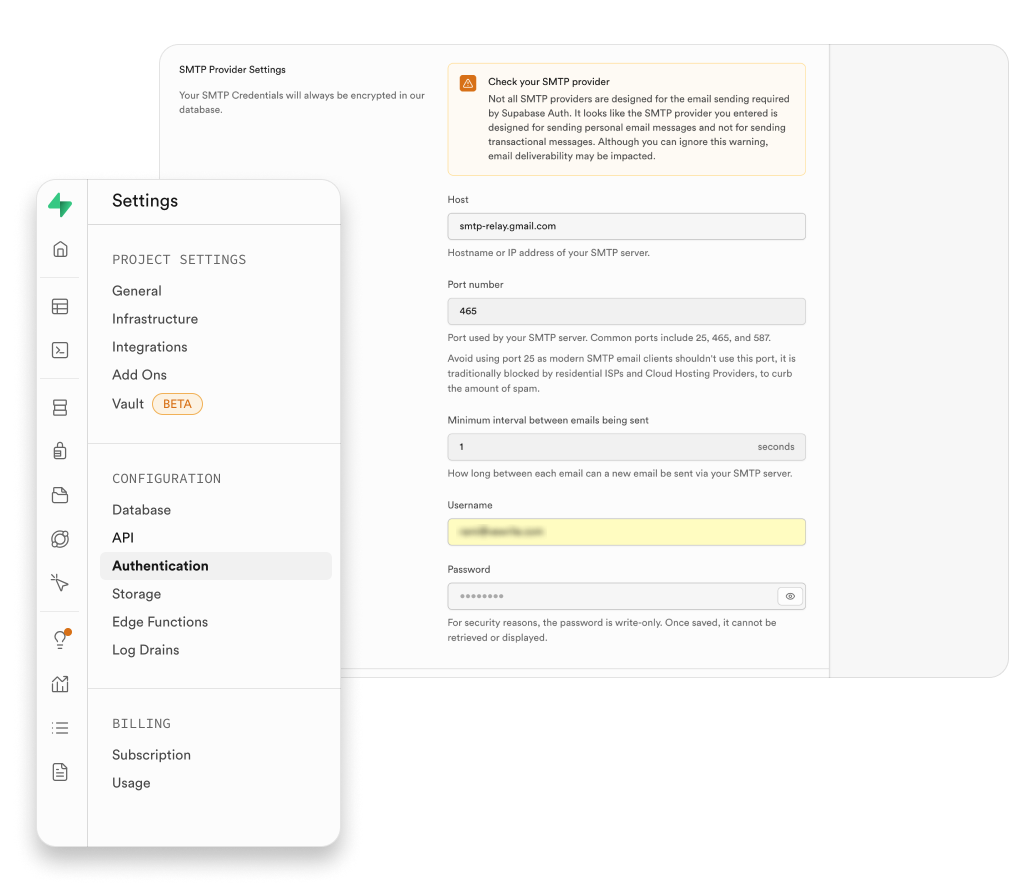 SMTP Provider Settings
Your SMTP Credentials will always be encrypted in our
database.
Check your SMTP provider
Not all SMTP providers are designed for the email sending required
by Supabase Auth. It looks like the SMTP provider you entered is
designed for sending personal email messages and not for sending
transactional messages. Although you can ignore this warning,
email deliverability may be impacted.
Host
smtp-relay.gmail.com
Hostname or IP address of your SMTP server.
Port number
465
Port used by your SMTP server. Common ports include 25, 465, and 587.
Avoid using port 25 as modern SMTP email clients shouldn't use this port, it is
traditionally blocked by residential ISPs and Cloud Hosting Providers, to curb
the amount of spam.
Minimum interval between emails being sent
1 seconds
How long between each email can a new email be sent via your SMTP server.
Username
Password
••••••••
For security reasons, the password is write-only. Once saved, it cannot be
retrieved or displayed.
Settings
PROJECT SETTINGS
General
Infrastructure
Integrations
Add Ons
Vault BETA
CONFIGURATION
Database
API
Authentication
Storage
Edge Functions
Log Drains
BILLING
Subscription
Usage